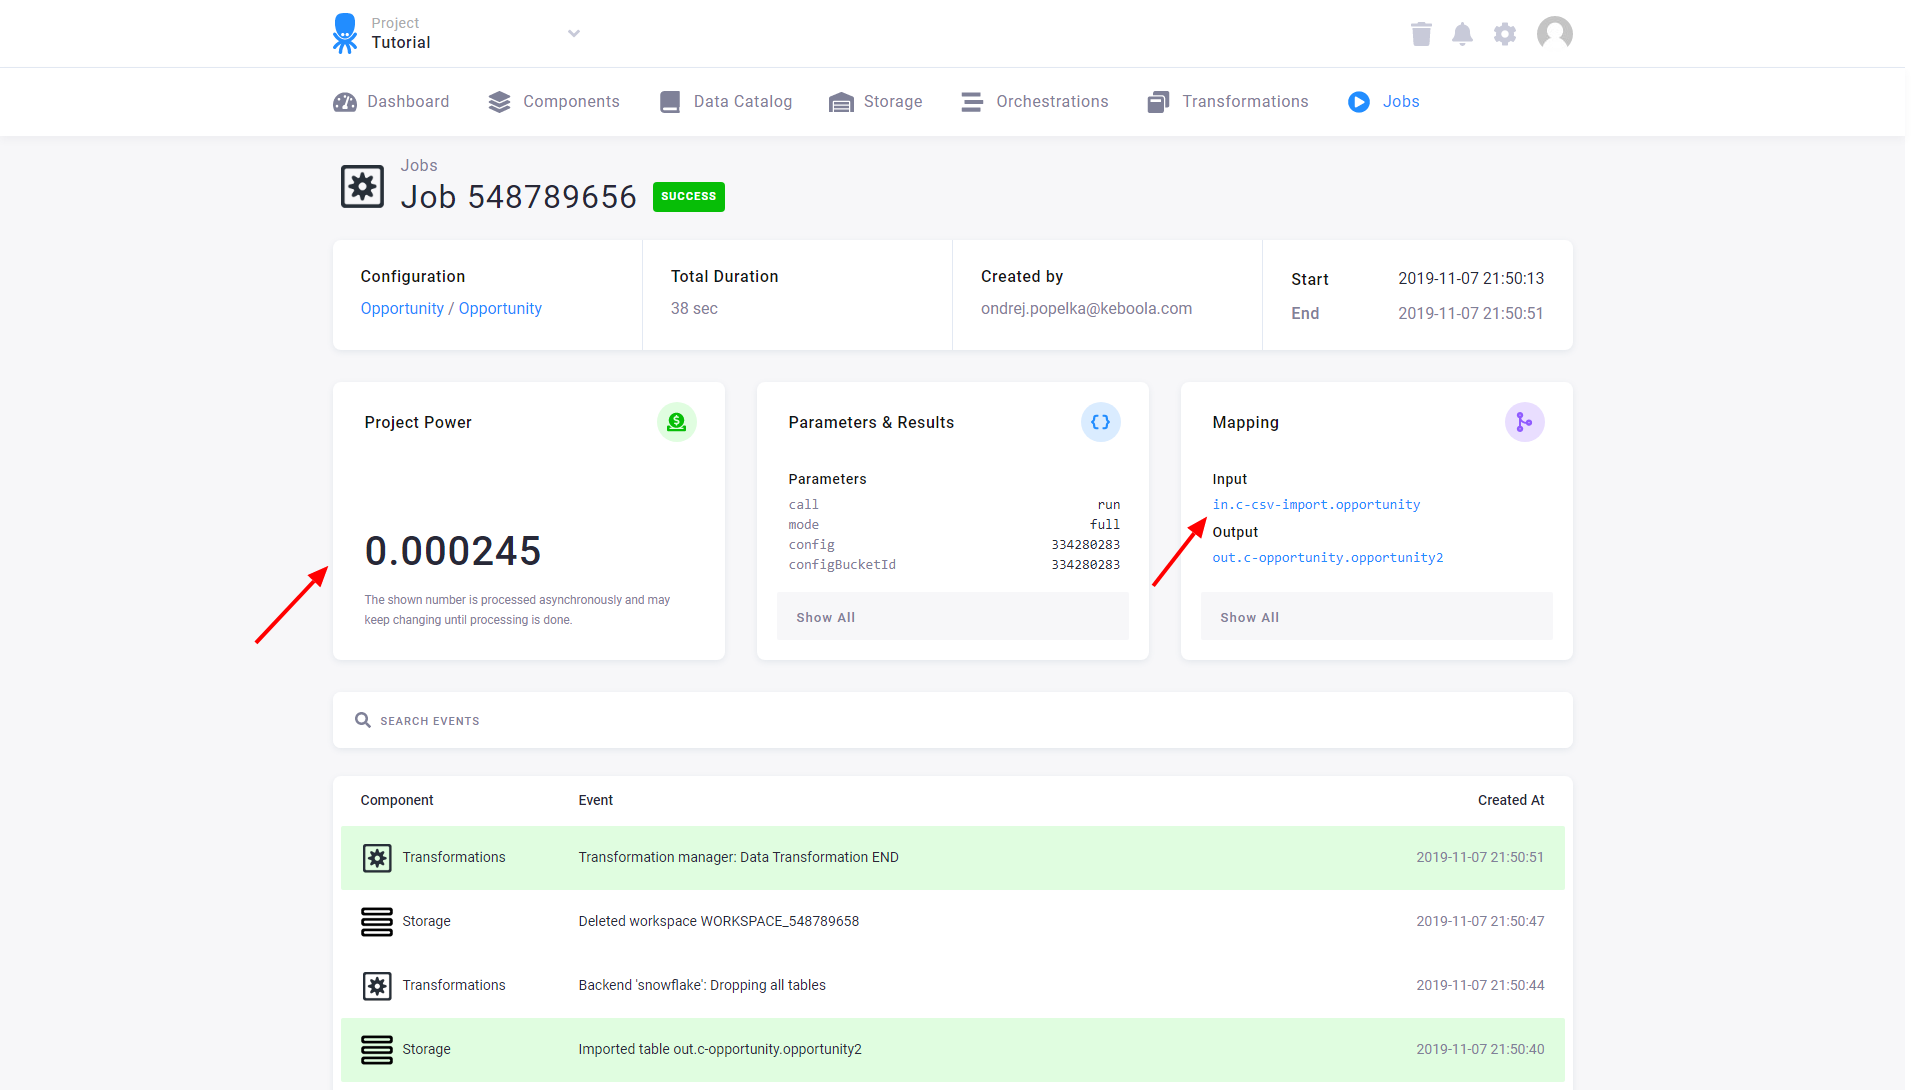 Project
Tutorial
Dashboard Components Data Catalog Storage Orchestrations Transformations Jobs
Jobs
Job 548789656 SUCCESS
Configuration
Opportunity / Opportunity
Total Duration
38 sec
Created by
ondrej.popelka@keboola.com
Start 2019-11-07 21:50:13
End 2019-11-07 21:50:51
Project Power
0.000245
The shown number is processed asynchronously and may
keep changing until processing is done.
Parameters & Results
Parameters
call run
mode full
config 334280283
configBucketId 334280283
Show All
Mapping
Input
in.c-csv-import.opportunity
Output
out.c-opportunity.opportunity2
Show All
SEARCH EVENTS
Component Event Created At
Transformations Transformation manager: Data Transformation END 2019-11-07 21:50:51
Storage Deleted workspace WORKSPACE_548789658 2019-11-07 21:50:47
Transformations Backend 'snowflake': Dropping all tables 2019-11-07 21:50:44
Storage Imported table out.c-opportunity.opportunity2 2019-11-07 21:50:40